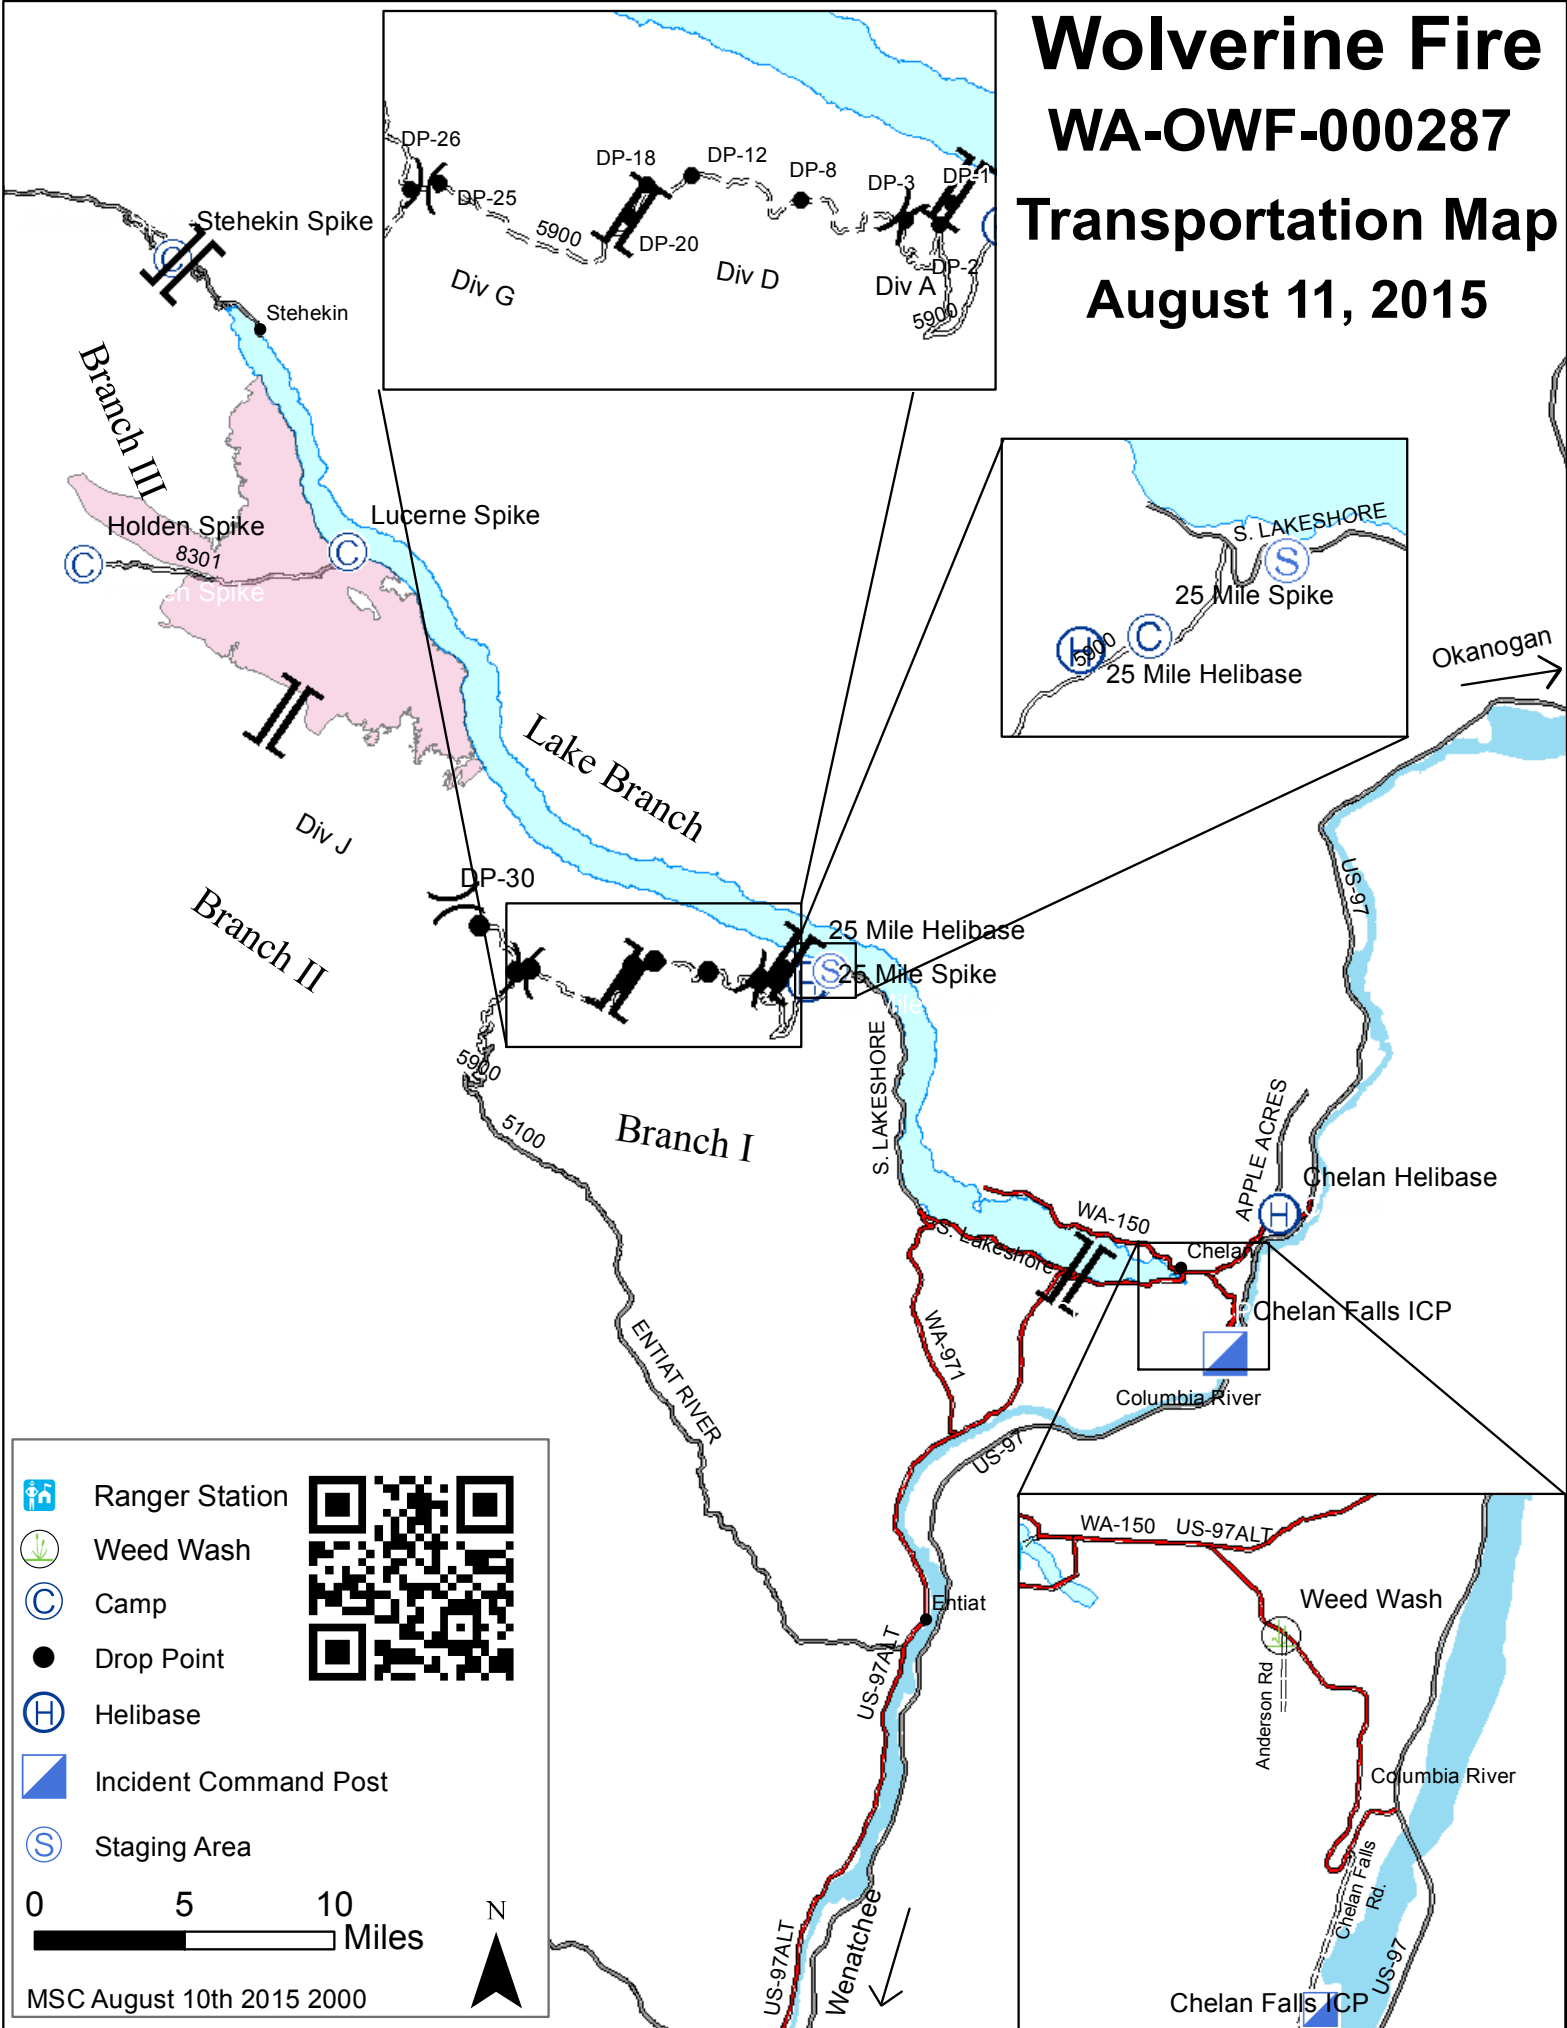 Wolverine Fire
WA-OWF-000287
Transportation Map
August 11, 2015
DP-26
DP-25
5900
DP-18
DP-20
DP-12
DP-8
DP-3
DP-1
DP-2
5900
Div G
Div D
Div A
Stehekin Spike
Stehekin
Branch III
Holden Spike
8301
en Spike
Lucerne Spike
S. LAKESHORE
S
25 Mile Spike
C
H
5900
25 Mile Helibase
Okanogan
Lake Branch
Div J
Branch II
DP-30
25 Mile Helibase
S
25 Mile Spike
US-97
5900
5100
Branch I
S. LAKESHORE
APPLE ACRES
Chelan Helibase
H
WA-150
S. Lakeshore
Chelan
Chelan Falls ICP
WA-971
Columbia River
US-97
ENTIAT RIVER
Entiat
US-97ALT
US-97ALT
Wenatchee
WA-150
US-97ALT
Weed Wash
Anderson Rd
Columbia River
Chelan Falls
Rd.
US-97
Chelan Falls ICP
Ranger Station
Weed Wash
C Camp
Drop Point
H Helibase
Incident Command Post
S Staging Area
0 5 10
Miles
N
MSC August 10th 2015 2000